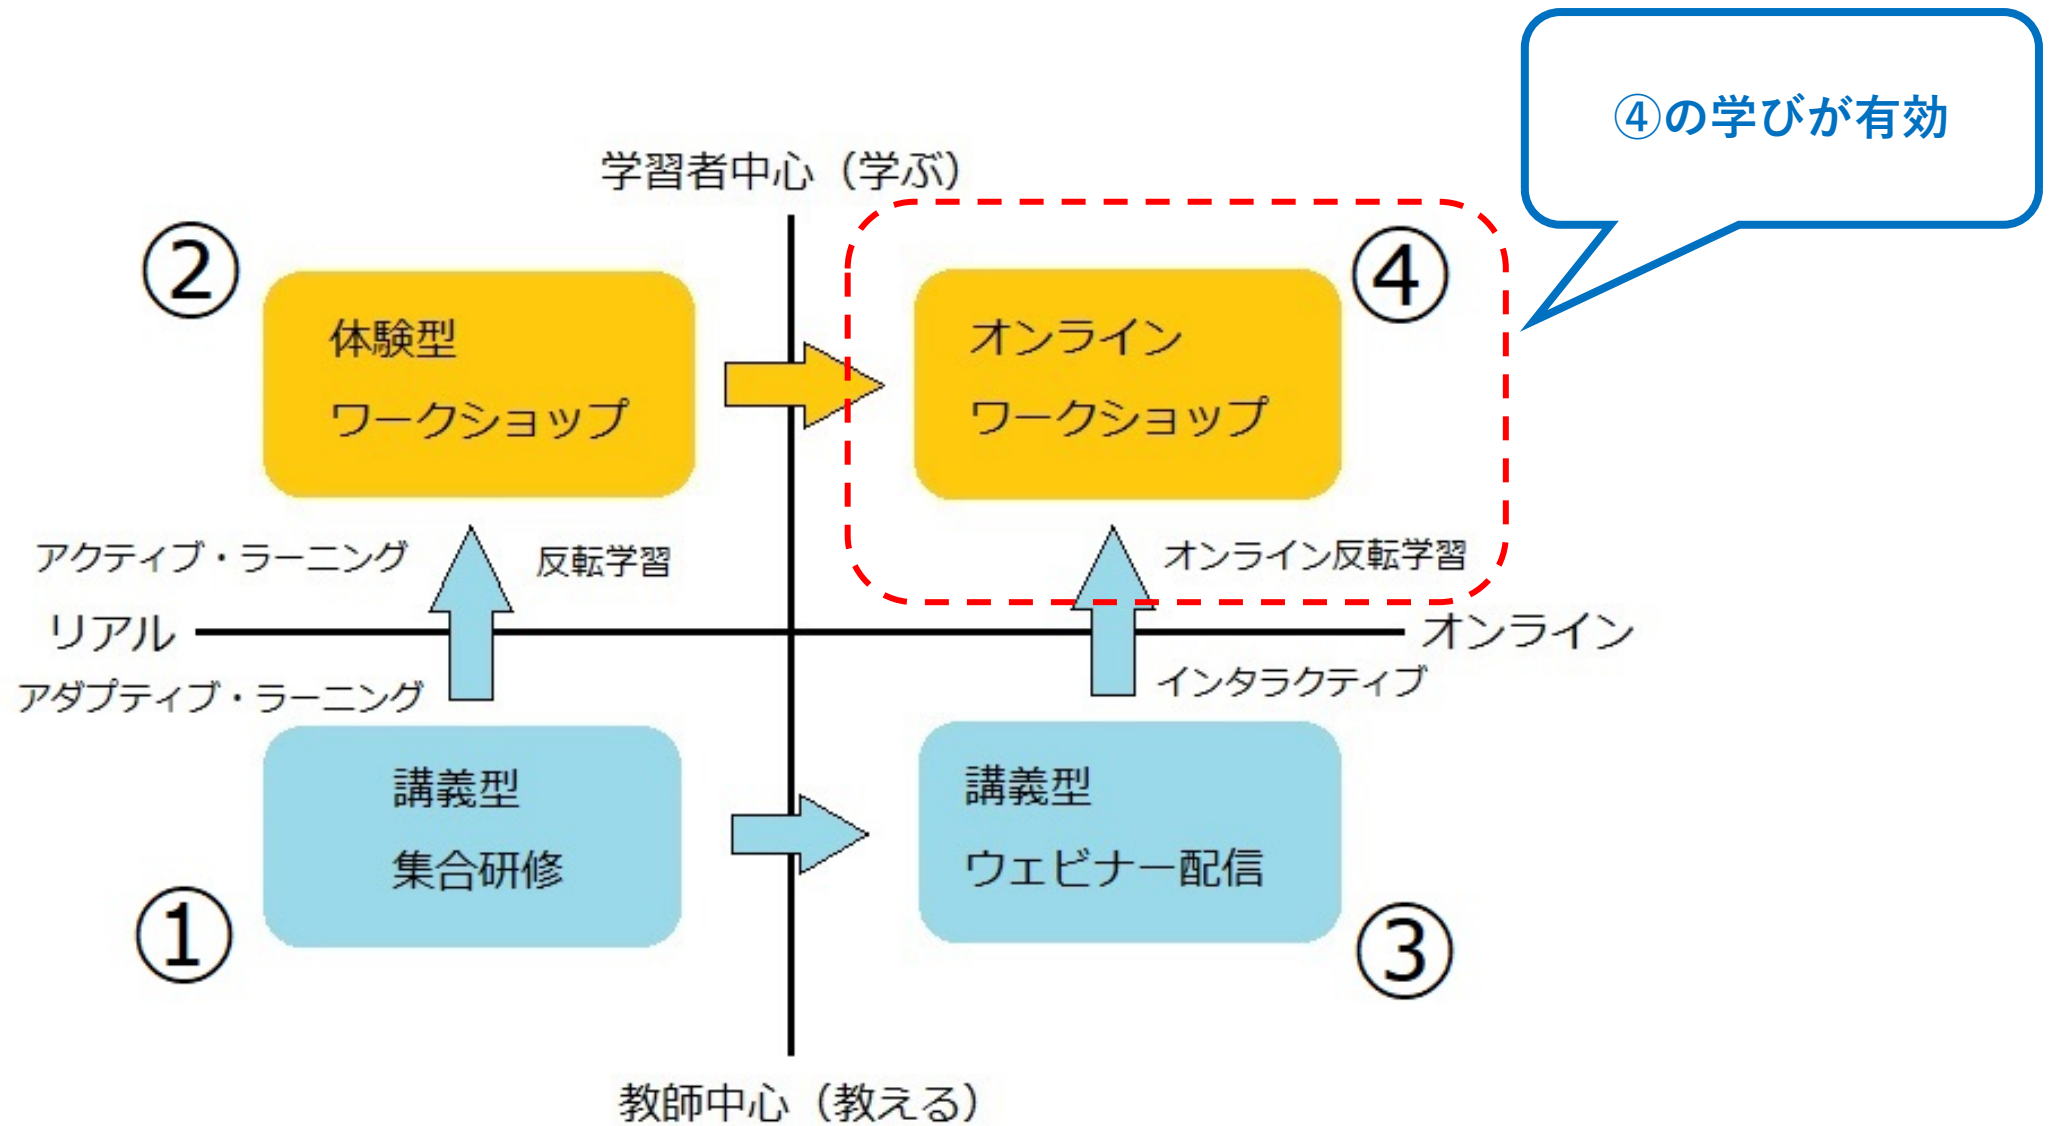 ④の学びが有効
学習者中心（学ぶ）
②
体験型
ワークショップ
④
オンライン
ワークショップ
アクティブ・ラーニング
反転学習
オンライン反転学習
リアル
オンライン
アダプティブ・ラーニング
インタラクティブ
講義型
集合研修
①
講義型
ウェビナー配信
③
教師中心（教える）